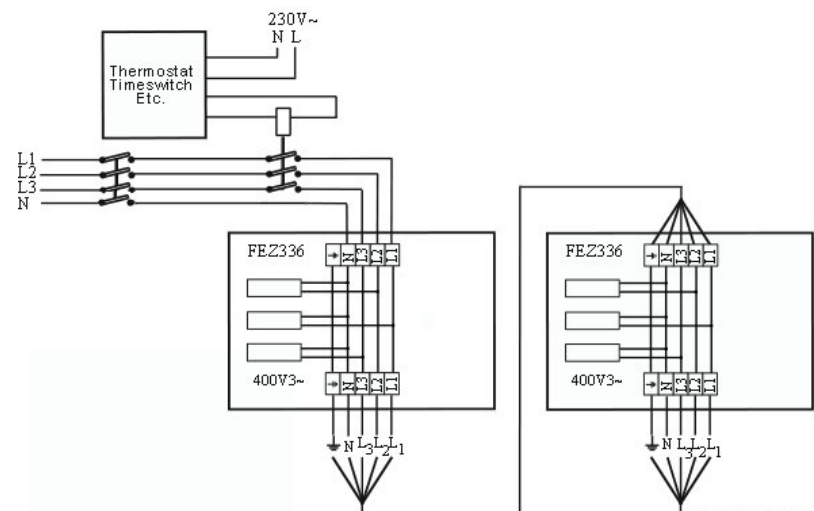 230V~
N L
Thermostat
Timeswitch
Etc.
L1
L2
L3
N
FEZ336
N L3 L2 L1
400V3~
N L3 L2 L1
N L3 L2 L1
FEZ336
N L3 L2 L1
400V3~
N L3 L2 L1
N L3 L2 L1